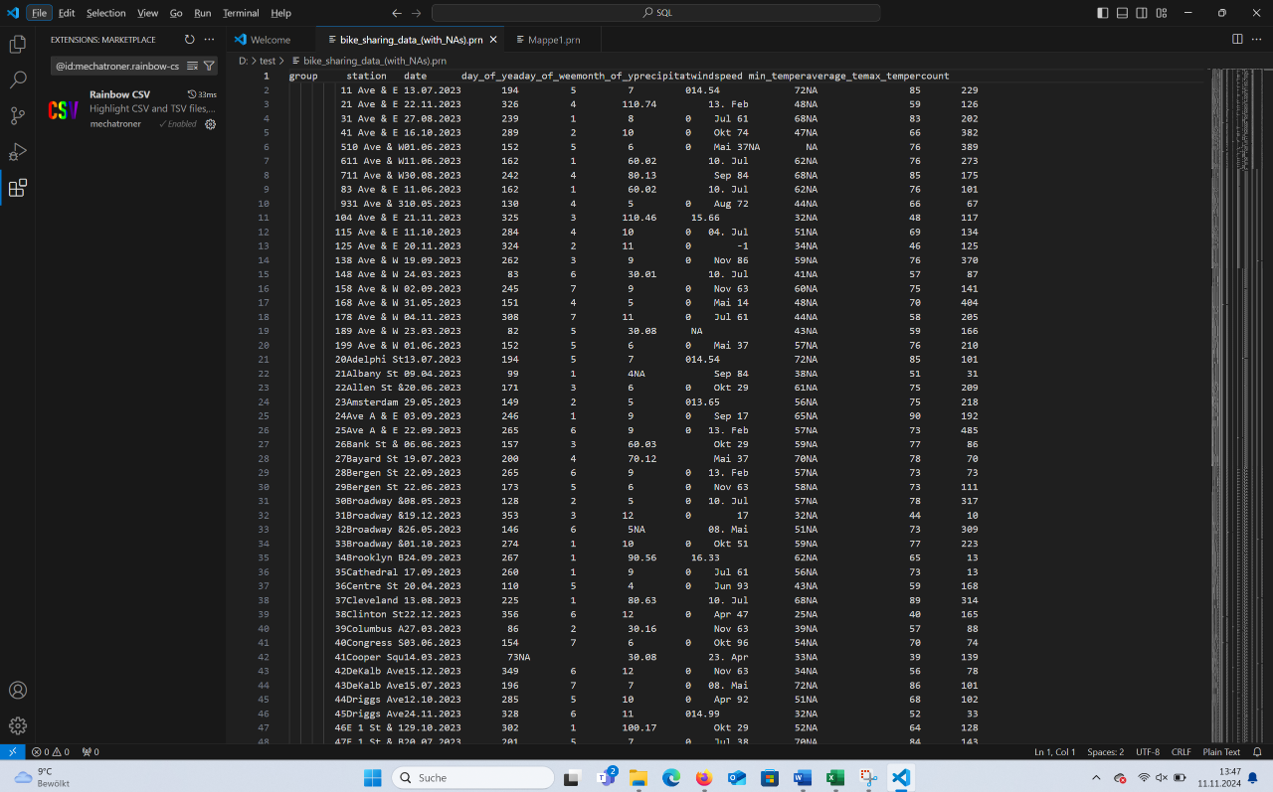 File Edit Selection View Go Run Terminal Help
SQL
EXTENSIONS: MARKETPLACE
@id:mechatroner.rainbow-cs
CSV
Rainbow CSV 33ms
Highlight CSV and TSV files,...
mechatroner Enabled
Welcome bike_sharing_data_(with_NAs).prn Mappe1.prn
D: > test > bike_sharing_data_(with_NAs).prn
1 group station date day_of_yeaday_of_weemonth_of_yprecipitatwindspeed min_temperaverage_temax_tempercount
2 11 Ave & E 13.07.2023 194 5 7 014.54 72NA 85 229
3 21 Ave & E 22.11.2023 326 4 110.74 13. Feb 48NA 59 126
4 31 Ave & E 27.08.2023 239 1 8 0 Jul 61 68NA 83 202
5 41 Ave & E 16.10.2023 289 2 10 0 Okt 74 47NA 66 382
6 510 Ave & W01.06.2023 152 5 6 0 Mai 37NA NA 76 389
7 611 Ave & W11.06.2023 162 1 60.02 10. Jul 62NA 76 273
8 711 Ave & W30.08.2023 242 4 80.13 Sep 84 68NA 85 175
9 83 Ave & E 11.06.2023 162 1 60.02 10. Jul 62NA 76 101
10 931 Ave & 310.05.2023 130 4 5 0 Aug 72 44NA 66 67
11 104 Ave & E 21.11.2023 325 3 110.46 15.66 32NA 48 117
12 115 Ave & E 11.10.2023 284 4 10 0 04. Jul 51NA 69 134
13 125 Ave & E 20.11.2023 324 2 11 0 -1 34NA 46 125
14 138 Ave & W 19.09.2023 262 3 9 0 Nov 86 59NA 76 370
15 148 Ave & W 24.03.2023 83 6 30.01 10. Jul 41NA 57 87
16 158 Ave & W 02.09.2023 245 7 9 0 Nov 63 60NA 75 141
17 168 Ave & W 31.05.2023 151 4 5 0 Mai 14 48NA 70 404
18 178 Ave & W 04.11.2023 308 7 11 0 Jul 61 44NA 58 205
19 189 Ave & W 23.03.2023 82 5 30.08 NA 43NA 59 166
20 199 Ave & W 01.06.2023 152 5 6 0 Mai 37 57NA 76 210
21 20Adelphi St13.07.2023 194 5 7 014.54 72NA 85 101
22 21Albany St 09.04.2023 99 1 4NA Sep 84 38NA 51 31
23 22Allen St &20.06.2023 171 3 6 0 Okt 29 61NA 75 209
24 23Amsterdam 29.05.2023 149 2 5 013.65 56NA 75 218
25 24Ave A & E 03.09.2023 246 1 9 0 Sep 17 65NA 90 192
26 25Ave A & E 22.09.2023 265 6 9 0 13. Feb 57NA 73 485
27 26Bank St & 06.06.2023 157 3 60.03 Okt 29 59NA 77 86
28 27Bayard St 19.07.2023 200 4 70.12 Mai 37 70NA 78 70
29 28Bergen St 22.09.2023 265 6 9 0 13. Feb 57NA 73 73
30 29Bergen St 22.06.2023 173 5 6 0 Nov 63 58NA 73 111
31 30Broadway &08.05.2023 128 2 5 0 10. Jul 57NA 78 317
32 31Broadway &19.12.2023 353 3 12 0 17 32NA 44 10
33 32Broadway &26.05.2023 146 6 5NA 08. Mai 51NA 73 309
34 33Broadway &01.10.2023 274 1 10 0 Okt 51 59NA 77 223
35 34Brooklyn B24.09.2023 267 1 90.56 16.33 62NA 65 13
36 35Cathedral 17.09.2023 260 1 9 0 Jul 61 56NA 73 13
37 36Centre St 20.04.2023 110 5 4 0 Jun 93 43NA 59 168
38 37Cleveland 13.08.2023 225 1 80.63 10. Jul 68NA 89 314
39 38Clinton St22.12.2023 356 6 12 0 Apr 47 25NA 40 165
40 39Columbus A27.03.2023 86 2 30.16 Nov 63 39NA 57 88
41 40Congress S03.06.2023 154 7 6 0 Okt 96 54NA 70 74
42 41Cooper Squ14.03.2023 73NA 30.08 23. Apr 33NA 39 139
43 42DeKalb Ave15.12.2023 349 6 12 0 Nov 63 34NA 56 78
44 43DeKalb Ave15.07.2023 196 7 7 0 08. Mai 72NA 86 101
45 44Driggs Ave12.10.2023 285 5 10 0 Apr 92 51NA 68 102
46 45Driggs Ave24.11.2023 328 6 11 014.99 32NA 52 33
47 46E 1 St & 129.10.2023 302 1 100.17 Okt 29 52NA 64 128
48 47E 1 St & B20.07.2023 201 5 7 0 Jul 38 70NA 84 143
0 0 0 Ln 1, Col 1 Spaces: 2 UTF-8 CRLF Plain Text
9°C
Bewölkt
Suche
2
13:47
11.11.2024